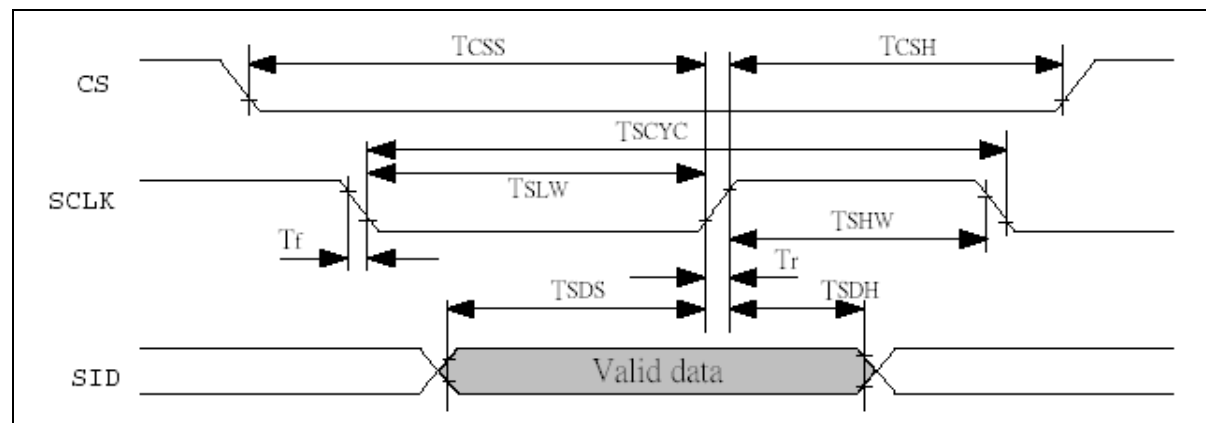 TCSS
TCSH
CS
TSCYC
TSLW
SCLK
TSHW
Tf
Tr
TSDS
TSDH
Valid data
SID